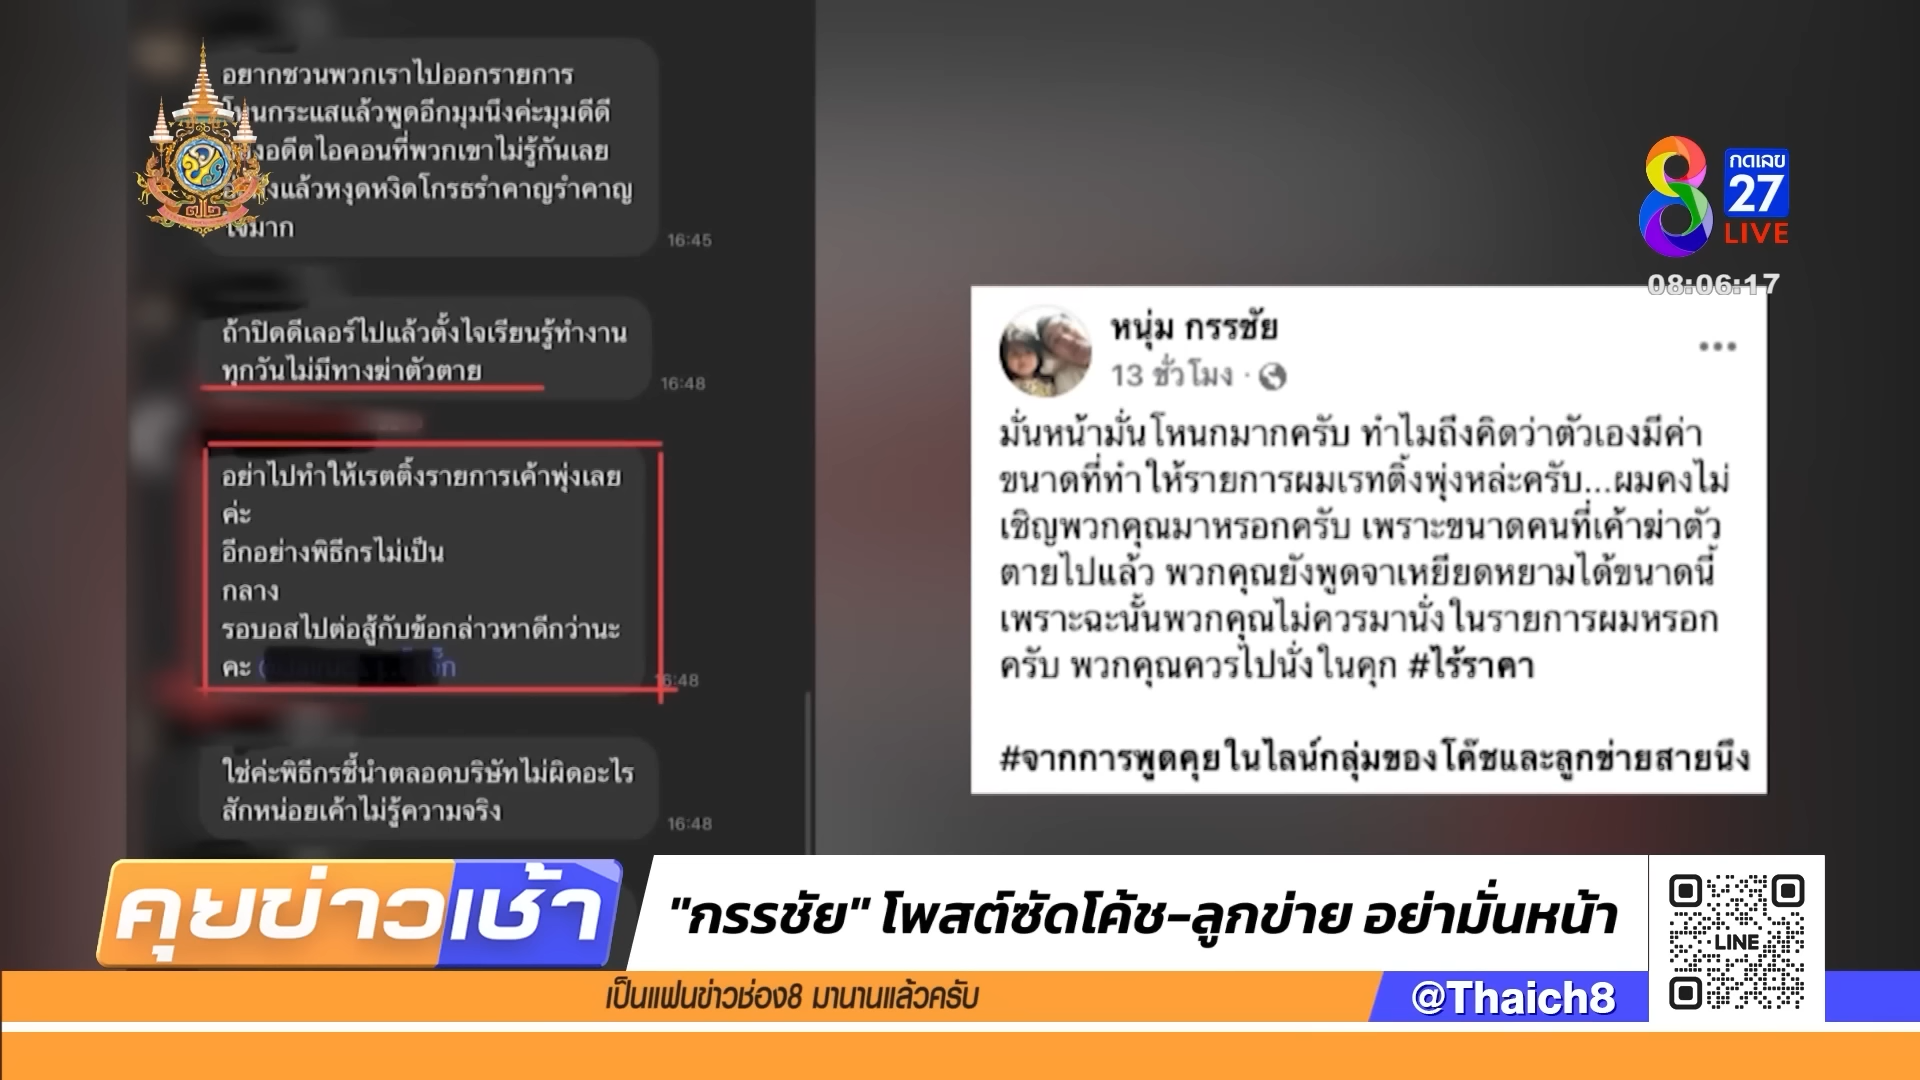 อยากชวนพวกเราไปออกรายการ
โหนกระแสแล้วพูดอีกมุมนึงค่ะมุมดีดี
อดีตไอคอนที่พวกเขาไม่รู้กันเลย
แล้วหงุดหงิดโกรธรำคาญรำคาญ
ใจมาก
16:45
ถ้าปิดดีเลอร์ไปแล้วตั้งใจเรียนรู้ทำงาน
ทุกวันไม่มีทางฆ่าตัวตาย
16:48
อย่าไปทำให้เรตติ้งรายการเค้าพุ่งเลย
ค่ะ
อีกอย่างพิธีกรไม่เป็น
กลาง
รอบอสไปต่อสู้กับข้อกล่าวหาดีกว่านะ
คะ
16:48
ใช่ค่ะพิธีกรชี้นำตลอดบริษัทไม่ผิดอะไร
สักหน่อยเค้าไม่รู้ความจริง
16:48
กดเลข
27
LIVE
08:06:17
หนุ่ม กรรชัย
13 ชั่วโมง
มั่นหน้ามั่นโหนกมากครับ ทำไมถึงคิดว่าตัวเองมีค่า
ขนาดที่ทำให้รายการผมเรทติ้งพุ่งหล่ะครับ...ผมคงไม่
เชิญพวกคุณมาหรอกครับ เพราะขนาดคนที่เค้าฆ่าตัว
ตายไปแล้ว พวกคุณยังพูดจาเหยียดหยามได้ขนาดนี้
เพราะฉะนั้นพวกคุณไม่ควรมานั่งในรายการผมหรอก
ครับ พวกคุณควรไปนั่งในคุก #ไร้ราคา
#จากการพูดคุยในไลน์กลุ่มของโค๊ชและลูกข่ายสายนึง
คุยข่าวเช้า
"กรรชัย" โพสต์ซัดโค้ช-ลูกข่าย อย่ามั่นหน้า
LINE
เป็นแฟนข่าวช่อง8 มานานแล้วครับ
@Thaich8